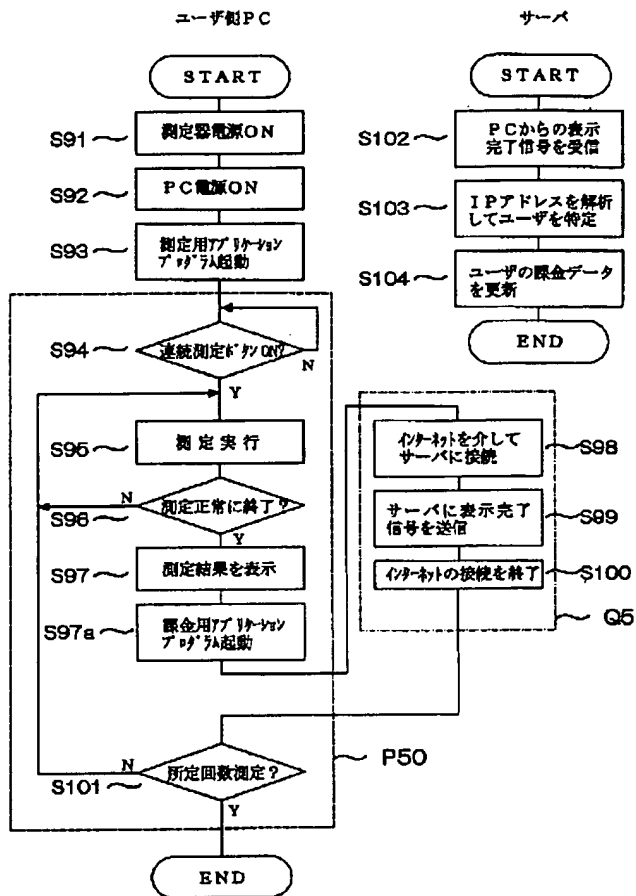 ユーザ側PC
サーバ
START
S91
測定器電源ON
S92
PC電源ON
S93
測定用アプリケーション
プログラム起動
S94
連続測定ボタンON?
N
Y
S95
測定実行
S96
測定正常に終了?
N
Y
S97
測定結果を表示
S97a
課金用アプリケーション
プログラム起動
S101
所定回数測定?
N
Y
P50
END
START
S102
PCからの表示
完了信号を受信
S103
IPアドレスを解析
してユーザを特定
S104
ユーザの課金データ
を更新
END
インターネットを介して
サーバに接続
S98
サーバに表示完了
信号を送信
S99
インターネットの接続を終了
S100
Q5